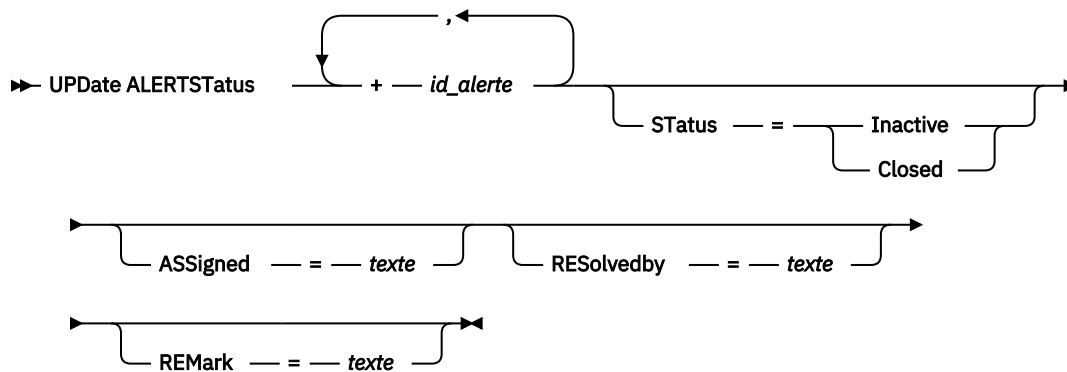 ,
UPDate ALERTSTatus + id_alerte
STatus = Inactive
Closed
ASSigned = texte RESolvedby = texte
REMark = texte